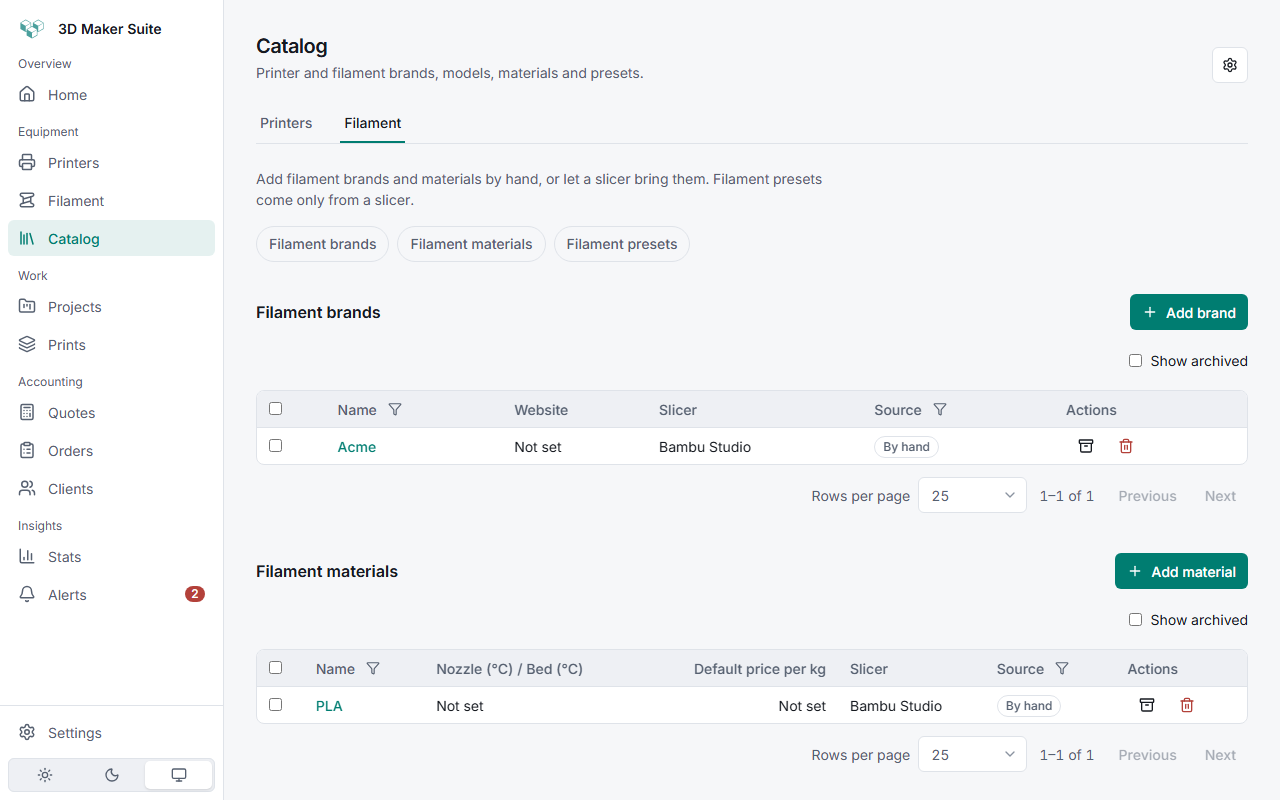 3D Maker Suite
Overview
Home
Equipment
Printers
Filament
Catalog
Work
Projects
Prints
Accounting
Quotes
Orders
Clients
Insights
Stats
Alerts 2
Settings
Catalog
Printer and filament brands, models, materials and presets.
Printers Filament
Add filament brands and materials by hand, or let a slicer bring them. Filament presets
come only from a slicer.
Filament brands Filament materials Filament presets
Filament brands
+ Add brand
Show archived
Name Website Slicer Source Actions
Acme Not set Bambu Studio By hand
Rows per page 25 1–1 of 1 Previous Next
Filament materials
+ Add material
Show archived
Name Nozzle (°C) / Bed (°C) Default price per kg Slicer Source Actions
PLA Not set Not set Bambu Studio By hand
Rows per page 25 1–1 of 1 Previous Next